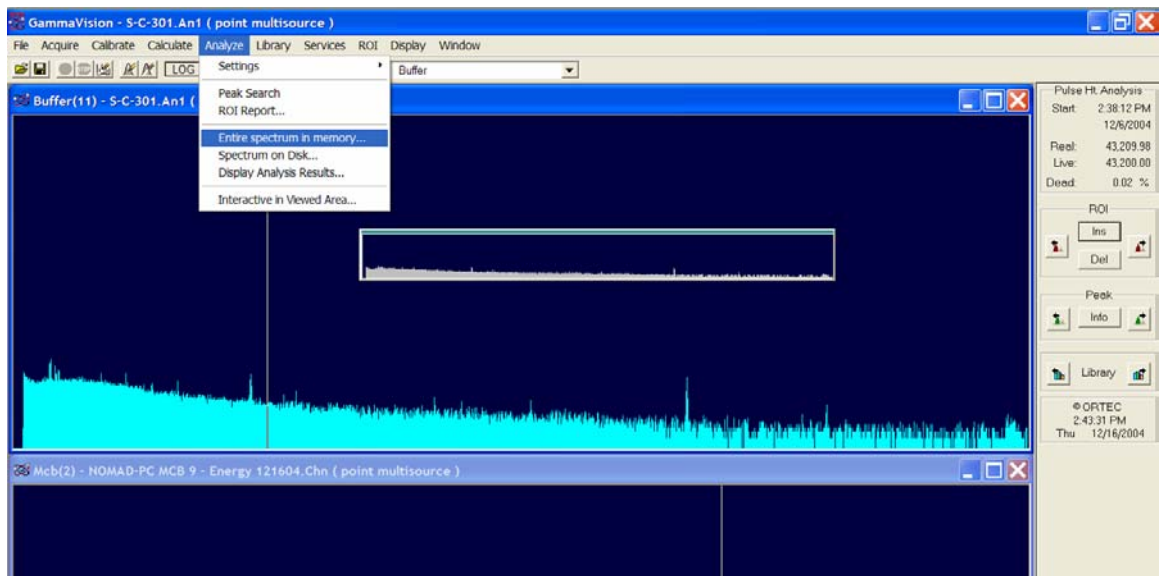 GammaVision - S-C-301.An1 ( point multisource )
File Acquire Calibrate Calculate Analyze Library Services ROI Display Window
LOG
Buffer
Settings
Peak Search
ROI Report...
Entire spectrum in memory...
Spectrum on Disk...
Display Analysis Results...
Interactive in Viewed Area...
Buffer(11) - S-C-301.An1 (
Pulse Ht. Analysis
Start: 2:38:12 PM
12/6/2004
Real: 43,209.98
Live: 43,200.00
Dead: 0.02 %
ROI
Ins
Del
Peak
Info
Library
© ORTEC
2:43:31 PM
Thu 12/16/2004
Mcb(2) - NOMAD-PC MCB 9 - Energy 121604.Chn ( point multisource )